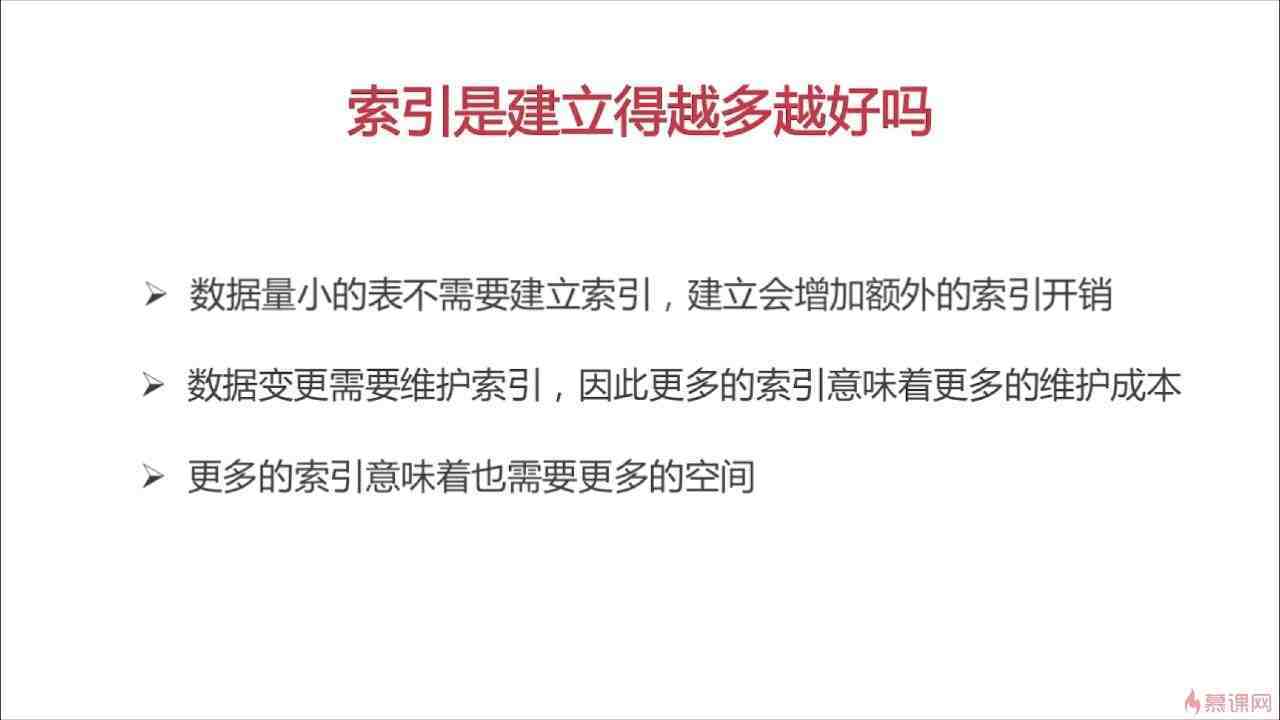 索引是建立得越多越好吗
数据量小的表不需要建立索引，建立会增加额外的索引开销
数据变更需要维护索引，因此更多的索引意味着更多的维护成本
更多的索引意味着也需要更多的空间
慕课网